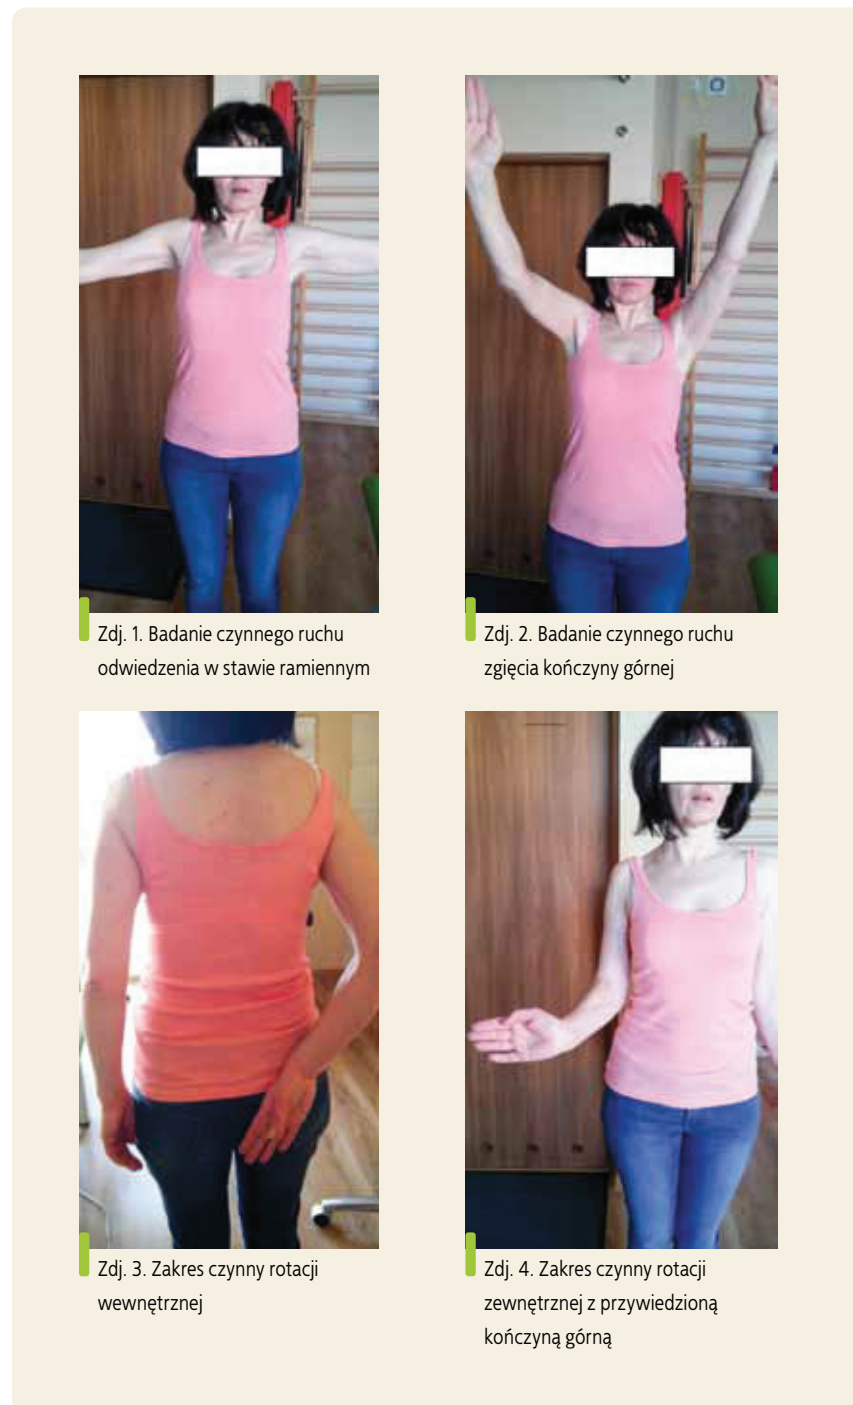 Zdj. 1. Badanie czynnego ruchu
odwiedzenia w stawie ramiennym
Zdj. 2. Badanie czynnego ruchu
zgięcia kończyny górnej
Zdj. 3. Zakres czynny rotacji
wewnętrznej
Zdj. 4. Zakres czynny rotacji
zewnętrznej z przywiedzioną
kończyną górną